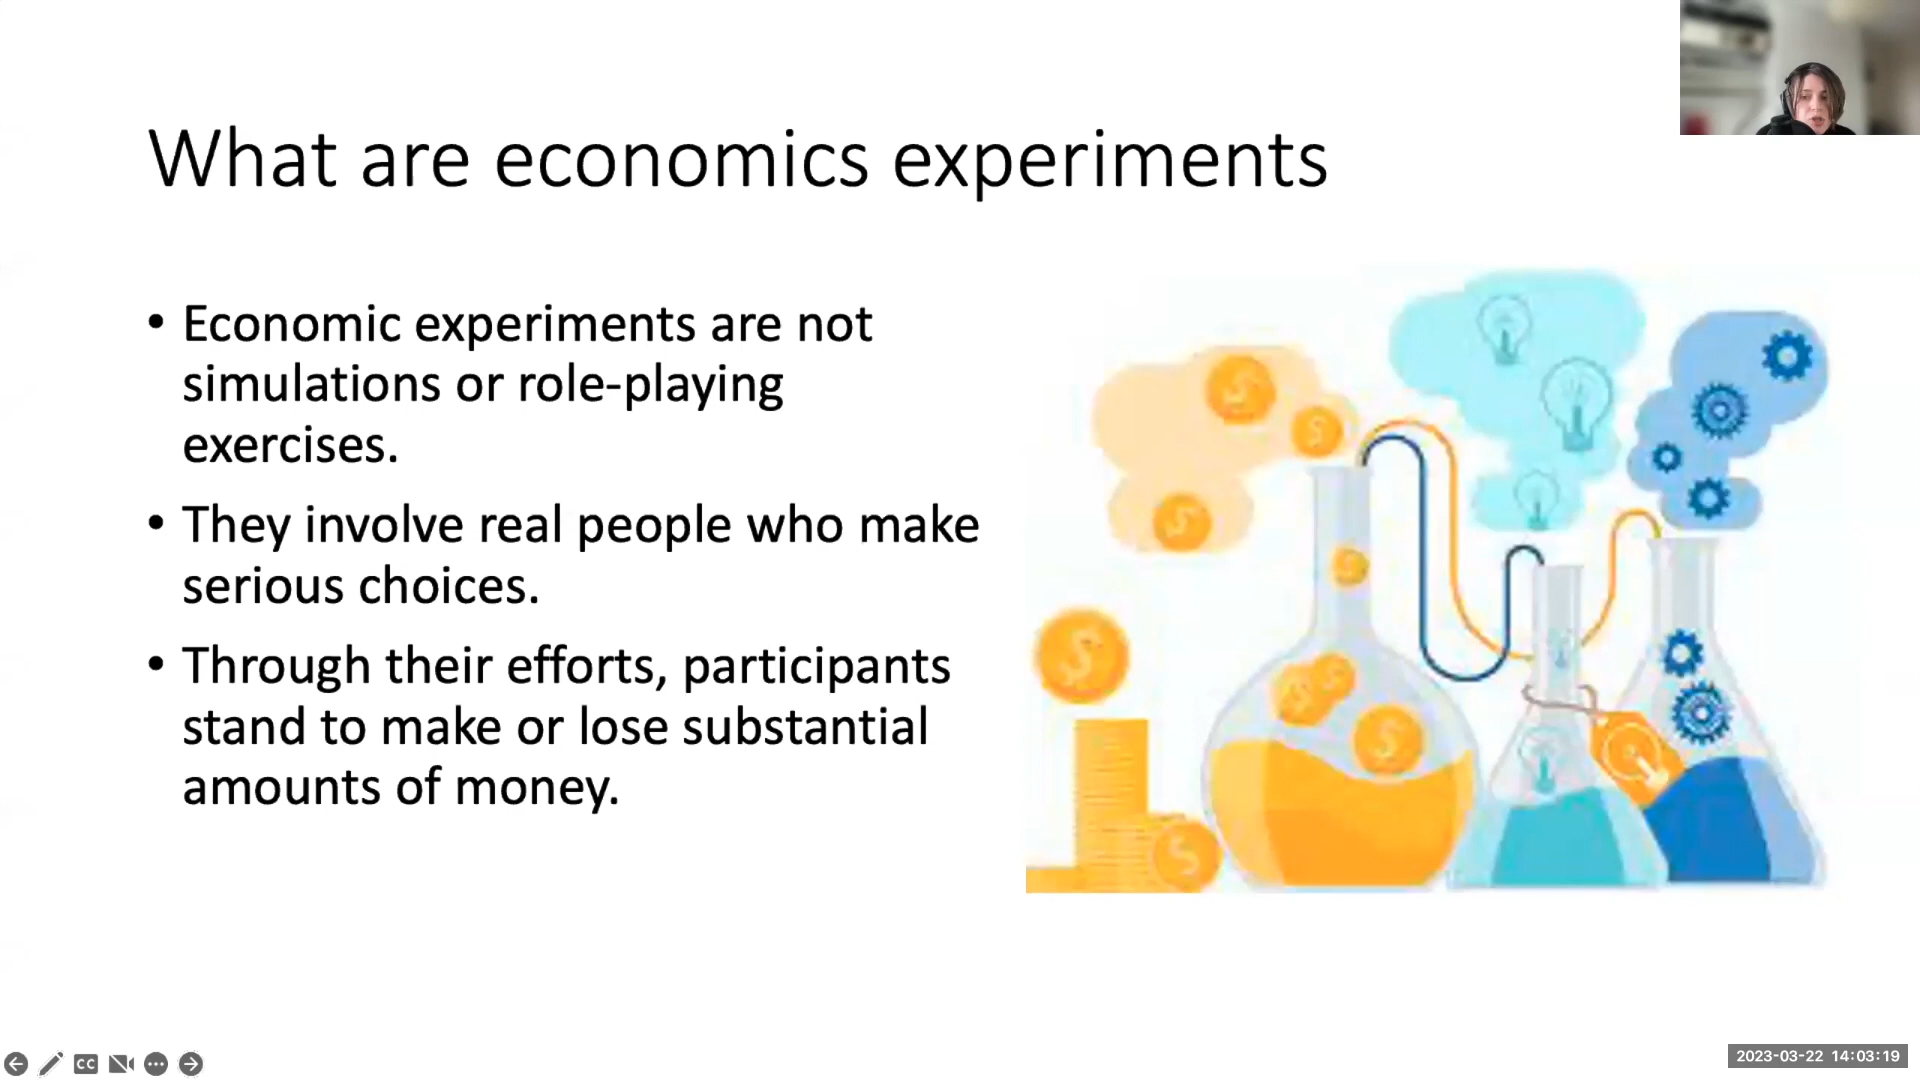 What are economics experiments
• Economic experiments are not
simulations or role-playing
exercises.
• They involve real people who make
serious choices.
• Through their efforts, participants
stand to make or lose substantial
amounts of money.
CC
2023-03-22 14:03:19